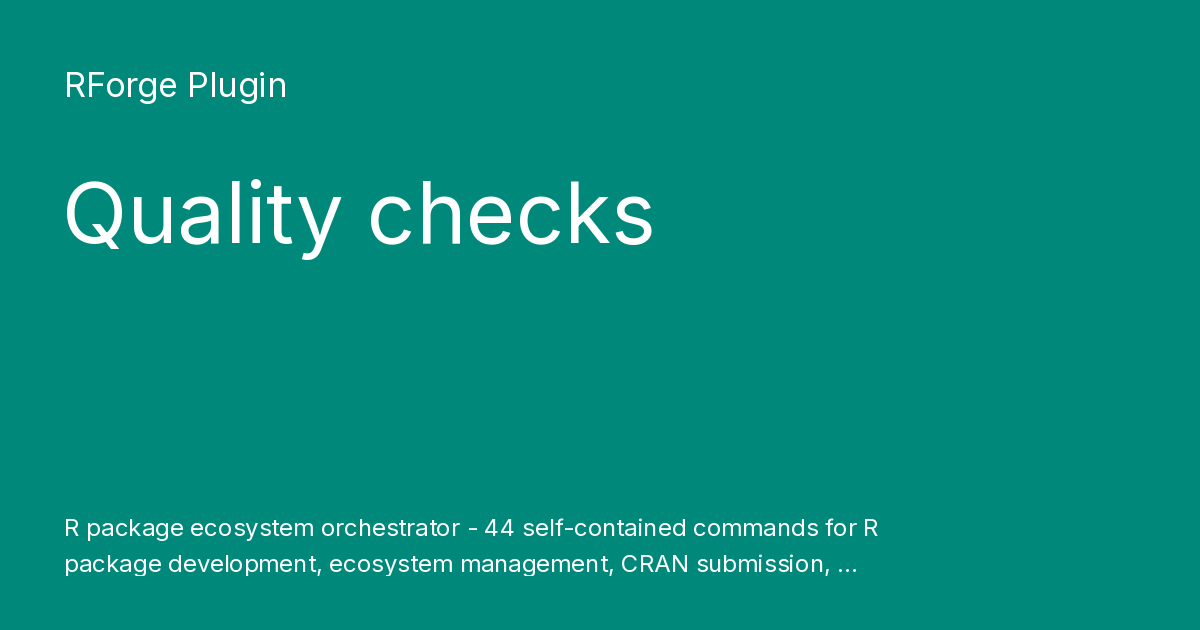 RForge Plugin
Quality checks
R package ecosystem orchestrator - 44 self-contained commands for R
package development, ecosystem management, CRAN submission, ...